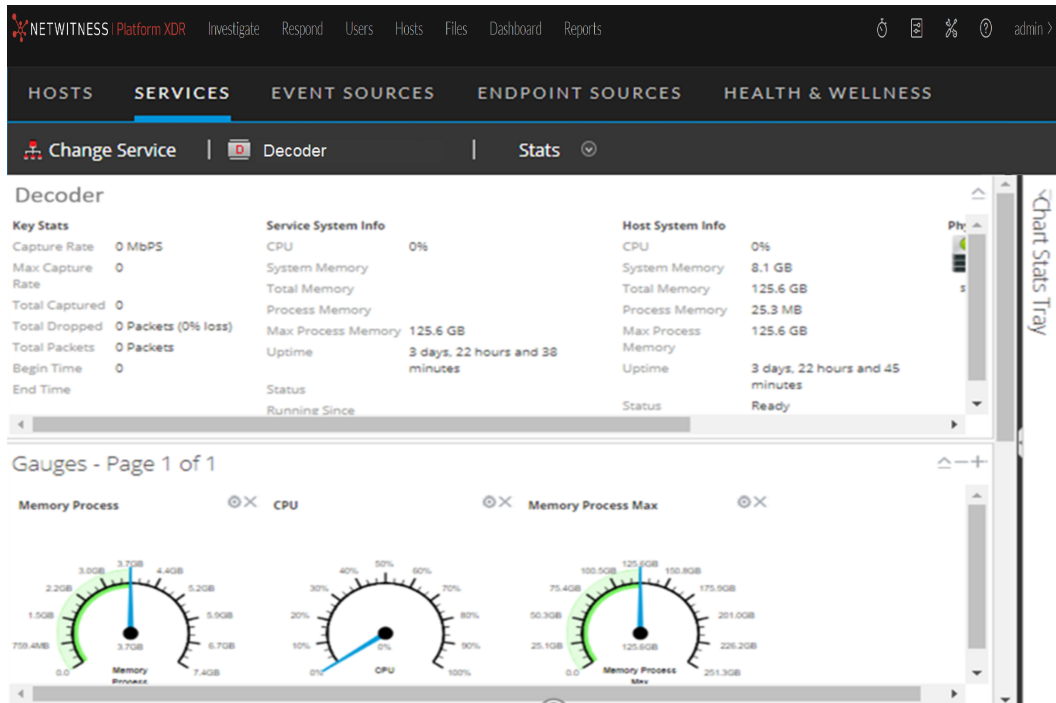 NETWITNESS | Platform XDR Investigate Respond Users Hosts Files Dashboard Reports admin >
HOSTS SERVICES EVENT SOURCES ENDPOINT SOURCES HEALTH & WELLNESS
Change Service | D Decoder | Stats
Decoder
Key Stats
Capture Rate 0 MbPS
Max Capture Rate 0
Total Captured 0
Total Dropped 0 Packets (0% loss)
Total Packets 0 Packets
Begin Time 0
End Time
Service System Info
CPU 0%
System Memory
Total Memory
Process Memory
Max Process Memory 125.6 GB
Uptime 3 days, 22 hours and 38
minutes
Status
Running Since
Host System Info
CPU 0%
System Memory 8.1 GB
Total Memory 125.6 GB
Process Memory 25.3 MB
Max Process 125.6 GB
Memory
Uptime 3 days, 22 hours and 45
minutes
Status Ready
Phy
s
Chart Stats Tray
Gauges - Page 1 of 1
Memory Process
0.0 759.4MB 1.5GB 2.2GB 3.0GB 3.7GB 4.4GB 5.2GB 5.9GB 6.7GB 7.4GB
3.7GB
Memory
Process
CPU
0% 10% 20% 30% 40% 50% 60% 70% 80% 90% 100%
0%
CPU
Memory Process Max
0.0 25.1GB 50.3GB 75.4GB 100.5GB 125.6GB 150.8GB 175.9GB 201.0GB 226.2GB 251.3GB
125.6GB
Memory Process
Max